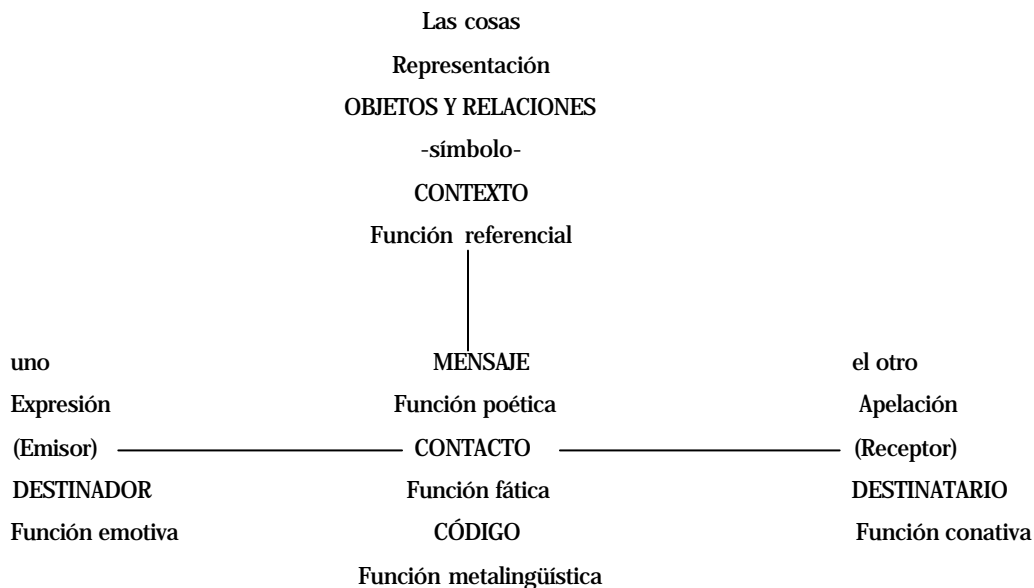 Las cosas
Representación
OBJETOS Y RELACIONES
-símbolo-
CONTEXTO
Función referencial
uno MENSAJE el otro
Expresión Función poética Apelación
(Emisor) CONTACTO (Receptor)
DESTINADOR Función fática DESTINATARIO
Función emotiva CÓDIGO Función conativa
Función metalingüística